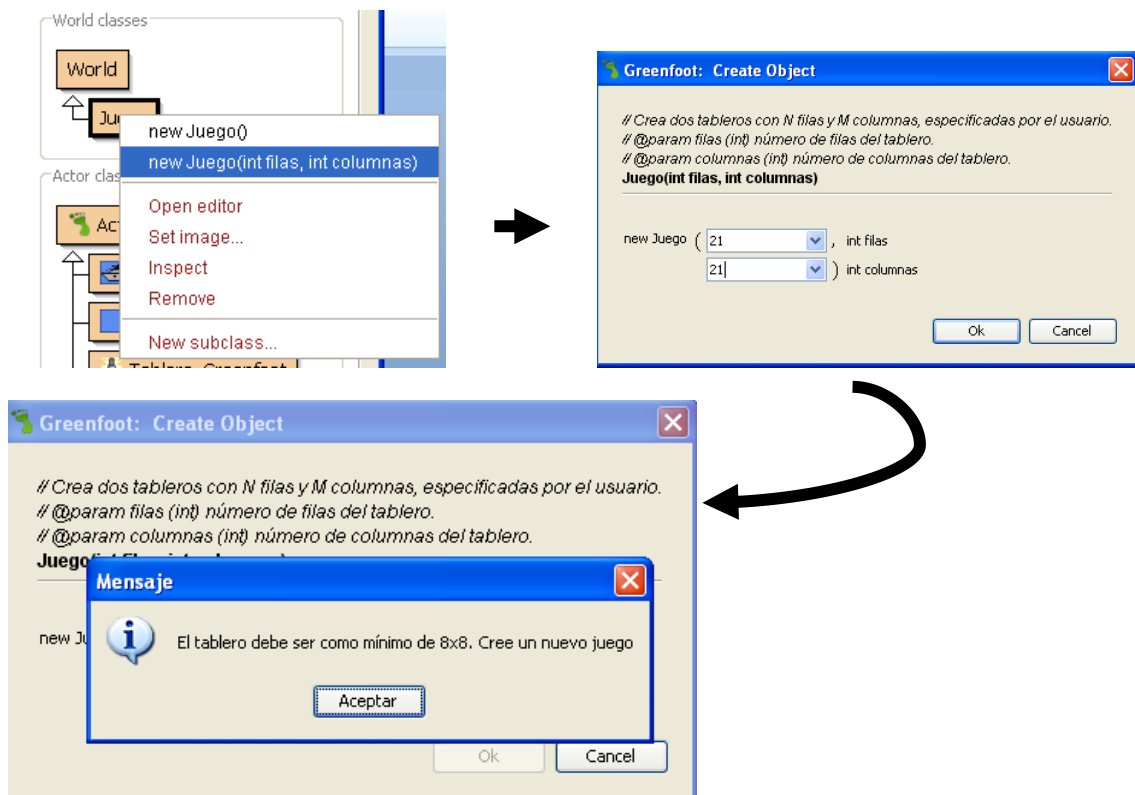 World classes
World
new Juego()
new Juego(int filas, int columnas)
Actor clas
Open editor
Set image...
Inspect
Remove
New subclass...
Greenfoot: Create Object
// Crea dos tableros con N filas y M columnas, especificadas por el usuario.
// @param filas (int) número de filas del tablero.
// @param columnas (int) número de columnas del tablero.
Juego(int filas, int columnas)
new Juego ( 21 , int filas
21 ) int columnas
Ok Cancel
Greenfoot: Create Object
// Crea dos tableros con N filas y M columnas, especificadas por el usuario.
// @param filas (int) número de filas del tablero.
// @param columnas (int) número de columnas del tablero.
Juego
Mensaje
new Ju
El tablero debe ser como mínimo de 8x8. Cree un nuevo juego
Aceptar
Ok Cancel